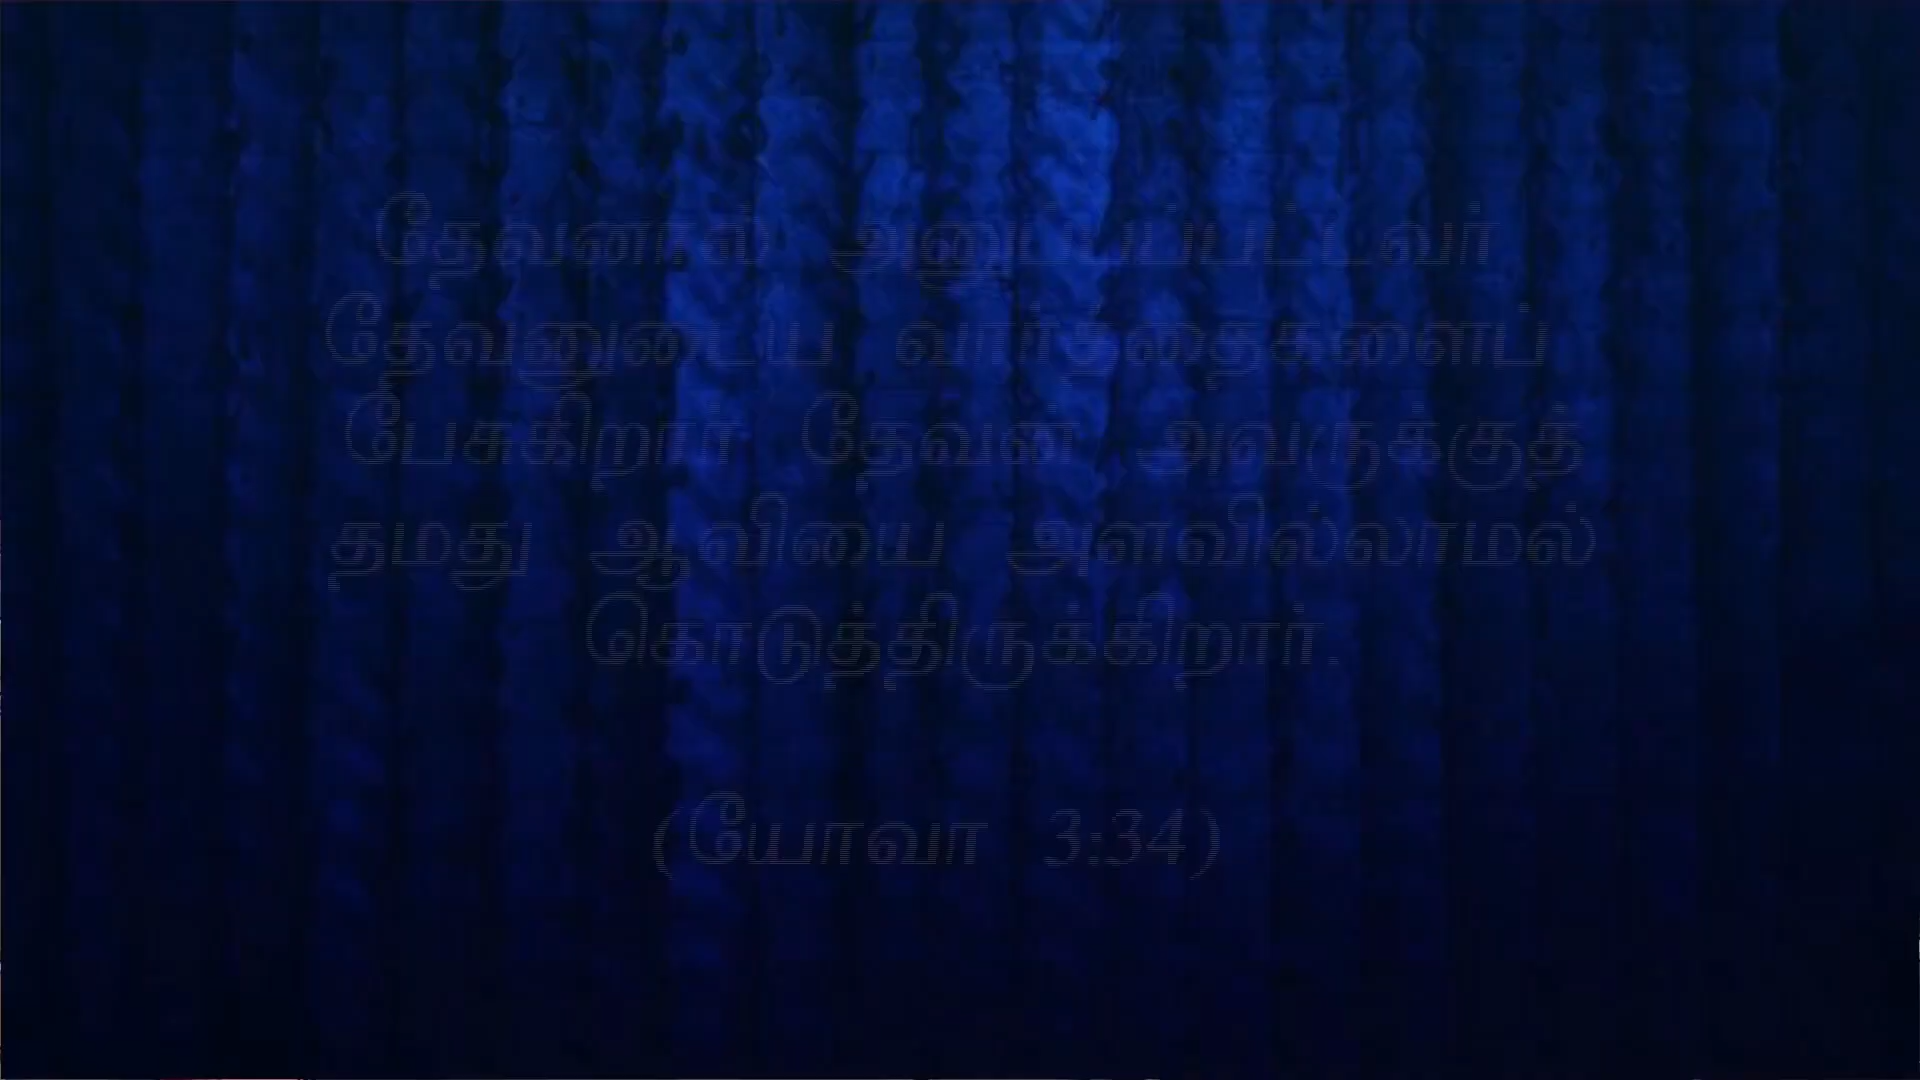 தேவனால் அனுப்பப்பட்டவர்
தேவனுடைய வார்த்தைகளைப்
பேசுகிறார் தேவன் அவருக்குத்
தமது ஆவியை அளவில்லாமல்
கொடுத்திருக்கிறார்.
(யோவா 3:34)